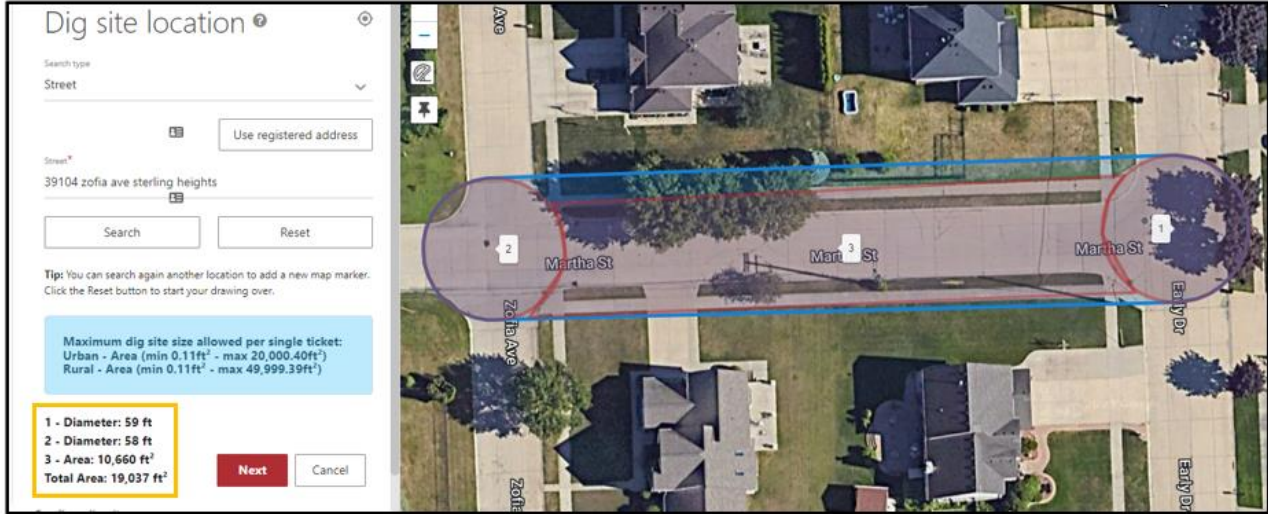 Dig site location
Search type
Street
Use registered address
Street*
39104 zofia ave sterling heights
Search
Reset
Tip: You can search again another location to add a new map marker.
Click the Reset button to start your drawing over.
Maximum dig site size allowed per single ticket:
Urban - Area (min 0.11ft² - max 20,000.40ft²)
Rural - Area (min 0.11ft² - max 49,999.39ft²)
1 - Diameter: 59 ft
2 - Diameter: 58 ft
3 - Area: 10,660 ft²
Total Area: 19,037 ft²
Next
Cancel
Ave
2
Martha St
3
Martha St
Martha St
1
Zofia Ave
Early Dr
Zofia
Early Dr